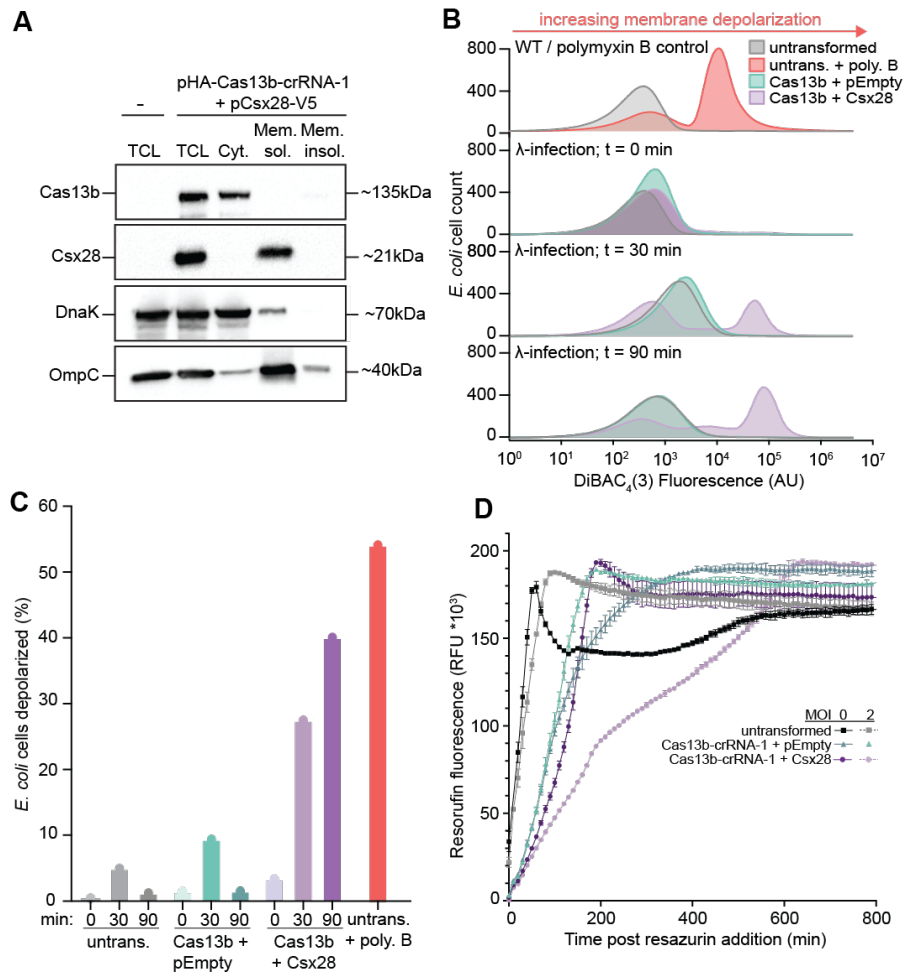 A
pHA-Cas13b-crRNA-1
+ pCsx28-V5
–
Mem. Mem.
TCL TCL Cyt. sol. insol.
Cas13b ~135kDa
Csx28 ~21kDa
DnaK ~70kDa
OmpC ~40kDa
B
increasing membrane depolarization
WT / polymyxin B control
untransformed
untrans. + poly. B
Cas13b + pEmpty
Cas13b + Csx28
800
400
0
λ-infection; t = 0 min
800
400
0
λ-infection; t = 30 min
800
400
0
λ-infection; t = 90 min
800
400
0
E. coli cell count
10⁰ 10¹ 10² 10³ 10⁴ 10⁵ 10⁶ 10⁷
DiBAC₄(3) Fluorescence (AU)
C
E. coli cells depolarized (%)
60
50
40
30
20
10
0
min: 0 30 90 0 30 90 0 30 90 untrans.
untrans. Cas13b + Cas13b + poly. B
pEmpty + Csx28
D
Resorufin fluorescence (RFU *10³)
200
150
100
50
0
MOI 0 2
untransformed
Cas13b-crRNA-1 + pEmpty
Cas13b-crRNA-1 + Csx28
0 200 400 600 800
Time post resazurin addition (min)